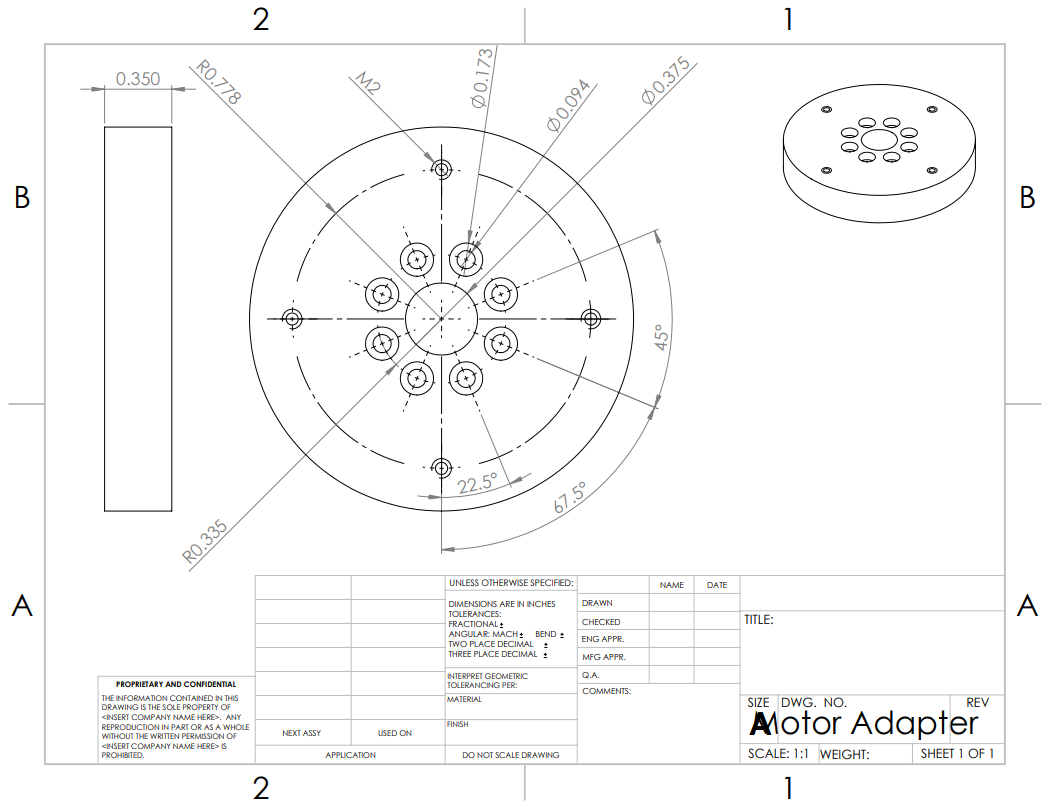 2
1
0.350
R0.778
M2
Ø0.173
Ø0.094
Ø0.375
B
B
45°
22.5°
67.5°
R0.335
A
A
UNLESS OTHERWISE SPECIFIED:
DIMENSIONS ARE IN INCHES
TOLERANCES:
FRACTIONAL±
ANGULAR: MACH± BEND ±
TWO PLACE DECIMAL ±
THREE PLACE DECIMAL ±
INTERPRET GEOMETRIC
TOLERANCING PER:
MATERIAL
FINISH
DO NOT SCALE DRAWING
NAME DATE
DRAWN
CHECKED
ENG APPR.
MFG APPR.
Q.A.
COMMENTS:
PROPRIETARY AND CONFIDENTIAL
THE INFORMATION CONTAINED IN THIS
DRAWING IS THE SOLE PROPERTY OF
<INSERT COMPANY NAME HERE>. ANY
REPRODUCTION IN PART OR AS A WHOLE
WITHOUT THE WRITTEN PERMISSION OF
<INSERT COMPANY NAME HERE> IS
PROHIBITED.
NEXT ASSY USED ON
APPLICATION
TITLE:
SIZE DWG. NO. REV
A Motor Adapter
SCALE: 1:1 WEIGHT: SHEET 1 OF 1
2
1